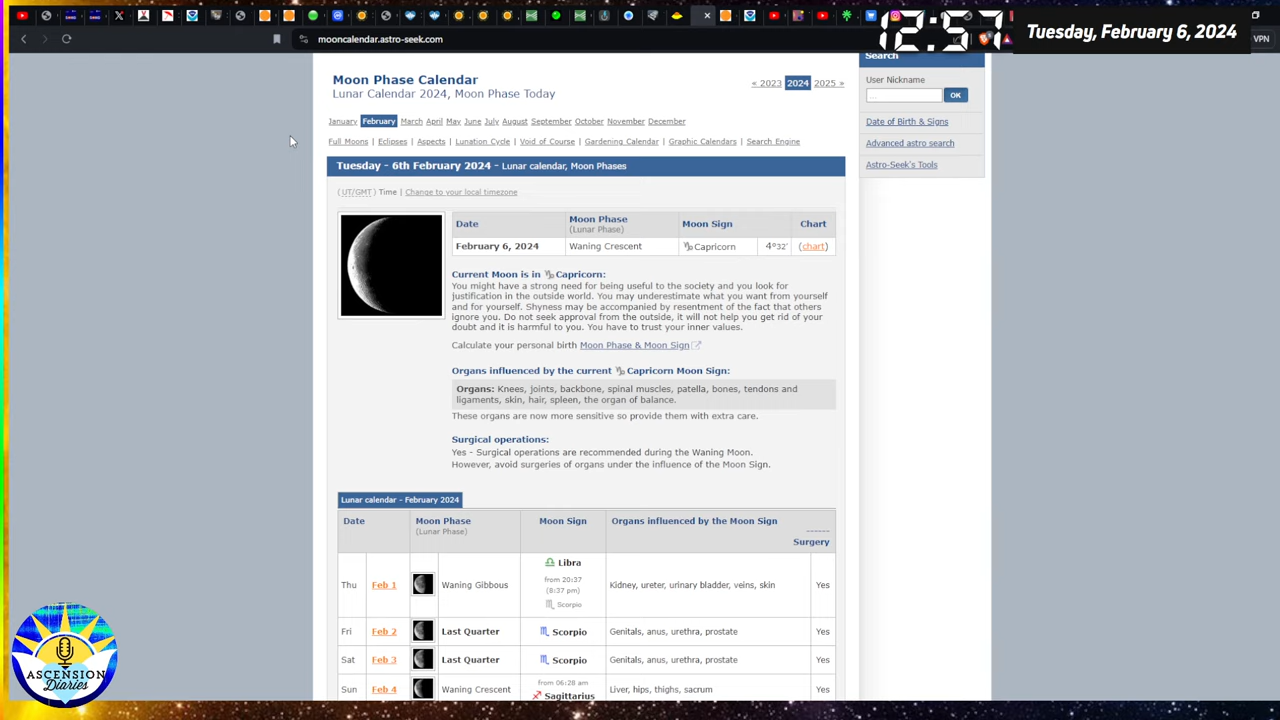 12:57
Tuesday, February 6, 2024
mooncalendar.astro-seek.com
VPN
Moon Phase Calendar
Lunar Calendar 2024, Moon Phase Today
« 2023 2024 2025 »
January February March April May June July August September October November December
Full Moons | Eclipses | Aspects | Lunation Cycle | Void of Course | Gardening Calendar | Graphic Calendars | Search Engine
Search
User Nickname
...
OK
Date of Birth & Signs
Advanced astro search
Astro-Seek's Tools
Tuesday - 6th February 2024 - Lunar calendar, Moon Phases
(UT/GMT) Time | Change to your local timezone
Date Moon Phase Moon Sign Chart
(Lunar Phase)
February 6, 2024 Waning Crescent ♑ Capricorn 4°32' (chart)
Current Moon is in ♑ Capricorn:
You might have a strong need for being useful to the society and you look for
justification in the outside world. You may underestimate what you want from yourself
and for yourself. Shyness may be accompanied by resentment of the fact that others
ignore you. Do not seek approval from the outside, it will not help you get rid of your
doubt and it is harmful to you. You have to trust your inner values.
Calculate your personal birth Moon Phase & Moon Sign
Organs influenced by the current ♑ Capricorn Moon Sign:
Organs: Knees, joints, backbone, spinal muscles, patella, bones, tendons and
ligaments, skin, hair, spleen, the organ of balance.
These organs are now more sensitive so provide them with extra care.
Surgical operations:
Yes - Surgical operations are recommended during the Waning Moon.
However, avoid surgeries of organs under the influence of the Moon Sign.
Lunar calendar - February 2024
Date Moon Phase Moon Sign Organs influenced by the Moon Sign
(Lunar Phase) ------
Surgery
Thu Feb 1 Waning Gibbous ♎ Libra from 20:37 (8:37 pm) ♏ Scorpio Kidney, ureter, urinary bladder, veins, skin Yes
Fri Feb 2 Last Quarter ♏ Scorpio Genitals, anus, urethra, prostate Yes
Sat Feb 3 Last Quarter ♏ Scorpio Genitals, anus, urethra, prostate Yes
Sun Feb 4 Waning Crescent from 06:28 am ♐ Sagittarius Liver, hips, thighs, sacrum Yes
ASCENSION
DIARIES